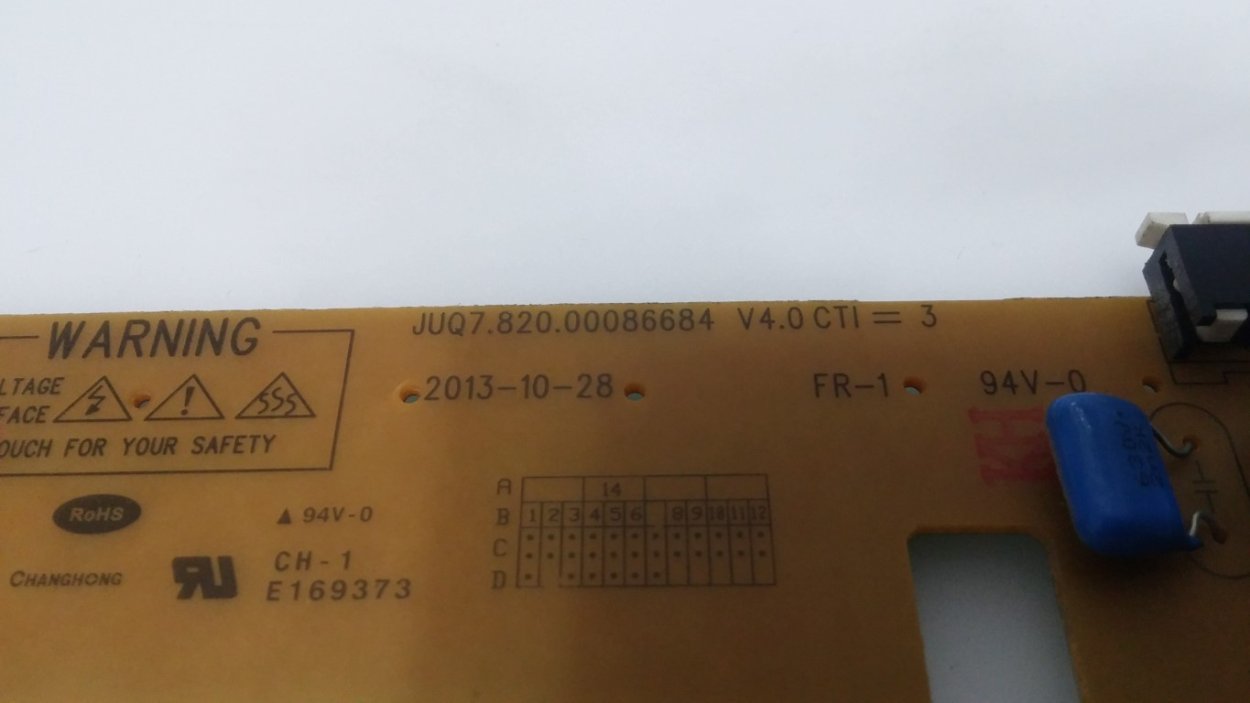 JUQ7.820.00086684 V4.0 CTI = 3
WARNING
2013-10-28
FR-1
94V-0
LTAGE
FACE
OUCH FOR YOUR SAFETY
KH
A 14
B 1 2 3 4 5 6 8 9 10 11 12
C
D
RoHS
▲ 94V-0
CHANGHONG
CH-1
E169373